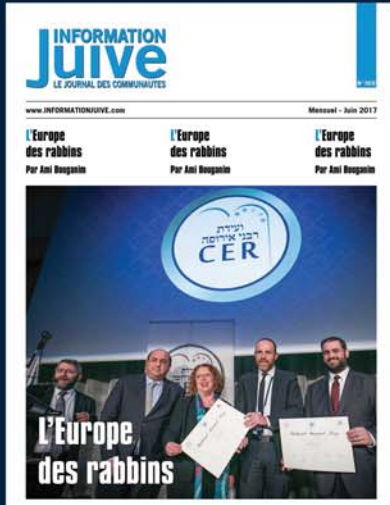 INFORMATION
Juive
LE JOURNAL DES COMMUNAUTES
www.INFORMATIONJUIVE.com
Mensuel - Juin 2017
L'Europe
des rabbins
Par Ami Bouganim
L'Europe
des rabbins
Par Ami Bouganim
L'Europe
des rabbins
Par Ami Bouganim
ועידת
רבני אירופה
CER
L'Europe
des rabbins